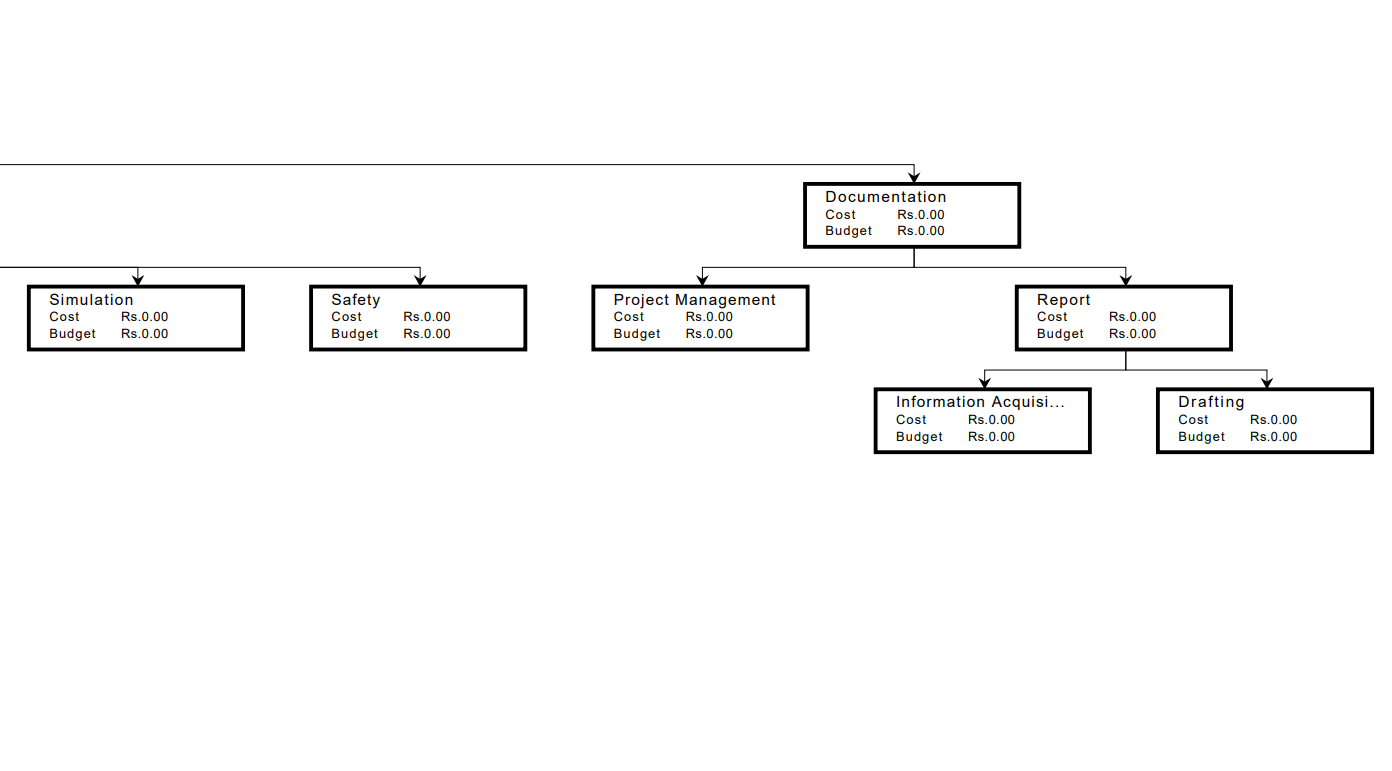 Documentation
Cost Rs.0.00
Budget Rs.0.00
Simulation
Cost Rs.0.00
Budget Rs.0.00
Safety
Cost Rs.0.00
Budget Rs.0.00
Project Management
Cost Rs.0.00
Budget Rs.0.00
Report
Cost Rs.0.00
Budget Rs.0.00
Information Acquisi...
Cost Rs.0.00
Budget Rs.0.00
Drafting
Cost Rs.0.00
Budget Rs.0.00